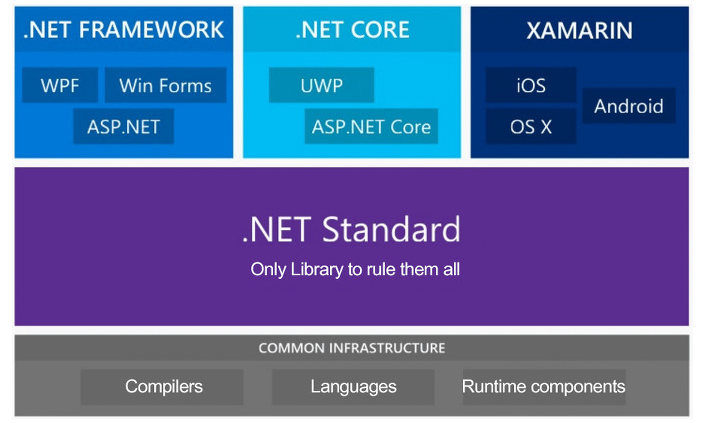 .NET FRAMEWORK
WPF
Win Forms
ASP.NET
.NET CORE
UWP
ASP.NET Core
XAMARIN
iOS
Android
OS X
.NET Standard
Only Library to rule them all
COMMON INFRASTRUCTURE
Compilers
Languages
Runtime components